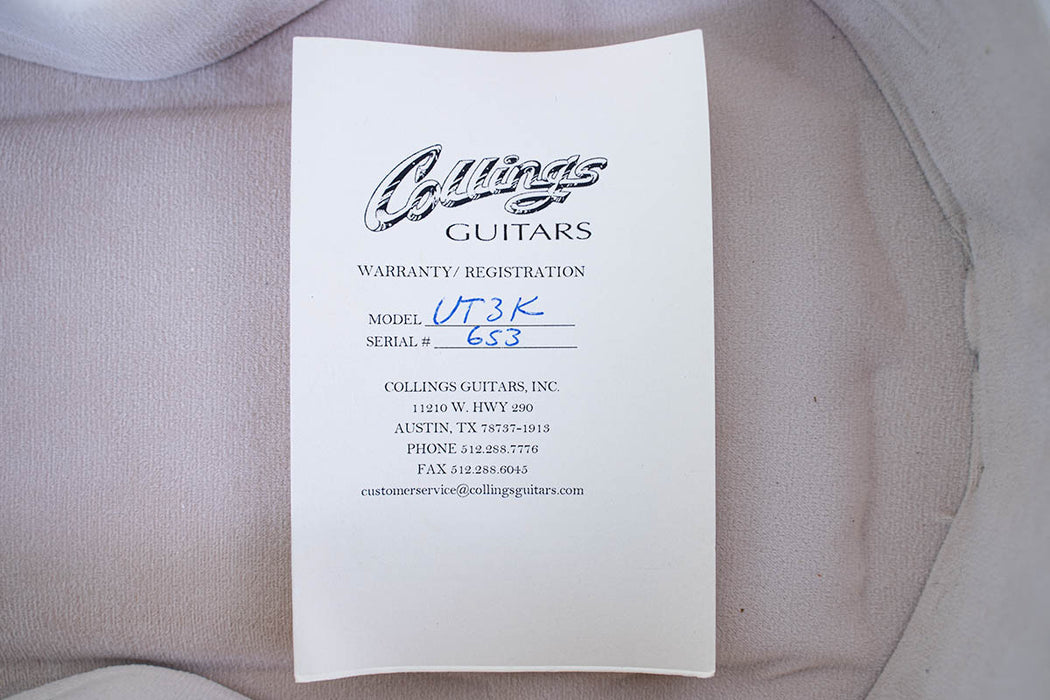 Collings
GUITARS
WARRANTY/ REGISTRATION
MODEL UT3K
SERIAL # 653
COLLINGS GUITARS, INC.
11210 W. HWY 290
AUSTIN, TX 78737-1913
PHONE 512.288.7776
FAX 512.288.6045
customerservice@collingsguitars.com